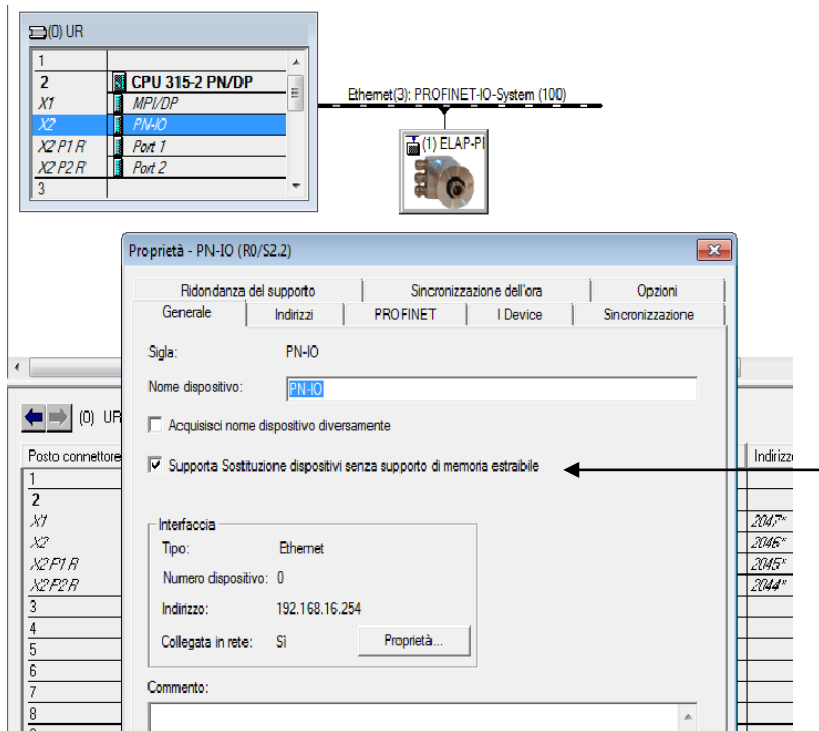 (0) UR
1
2 CPU 315-2 PN/DP
X1 MPI/DP
X2 PN-IO
X2 P1 R Port 1
X2 P2 R Port 2
3
Ethernet(3): PROFINET-IO-System (100)
(1) ELAP-P
Proprietà - PN-IO (R0/S2.2)
Ridondanza del supporto Sincronizzazione dell'ora Opzioni
Generale Indirizzi PROFINET I Device Sincronizzazione
Sigla: PN-IO
Nome dispositivo: PN-IO
Acquisisci nome dispositivo diversamente
Supporta Sostituzione dispositivi senza supporto di memoria estraibile
Interfaccia
Tipo: Ethernet
Numero dispositivo: 0
Indirizzo: 192.168.16.254
Collegata in rete: Sì Proprietà...
Commento:
(0) UR
Posto connettore Indirizzo
1
2
X1 2047*
X2 2046*
X2 P1 R 2045*
X2 P2 R 2044*
3
4
5
6
7
8